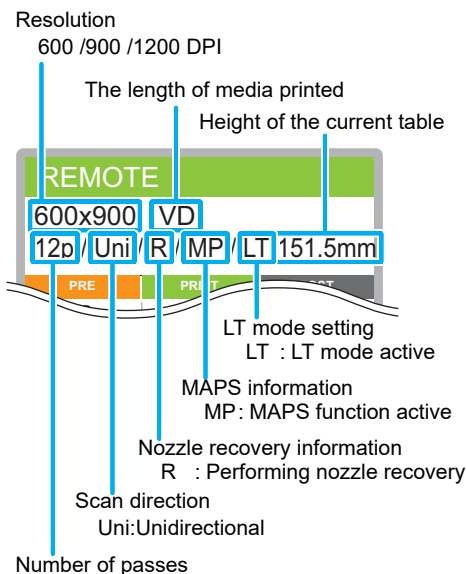 Resolution
600 /900 /1200 DPI
The length of media printed
Height of the current table
REMOTE
600x900 VD
12p/Uni/R/MP/LT 151.5mm
PRE PRINT
LT mode setting
LT : LT mode active
MAPS information
MP: MAPS function active
Nozzle recovery information
R : Performing nozzle recovery
Scan direction
Uni:Unidirectional
Number of passes